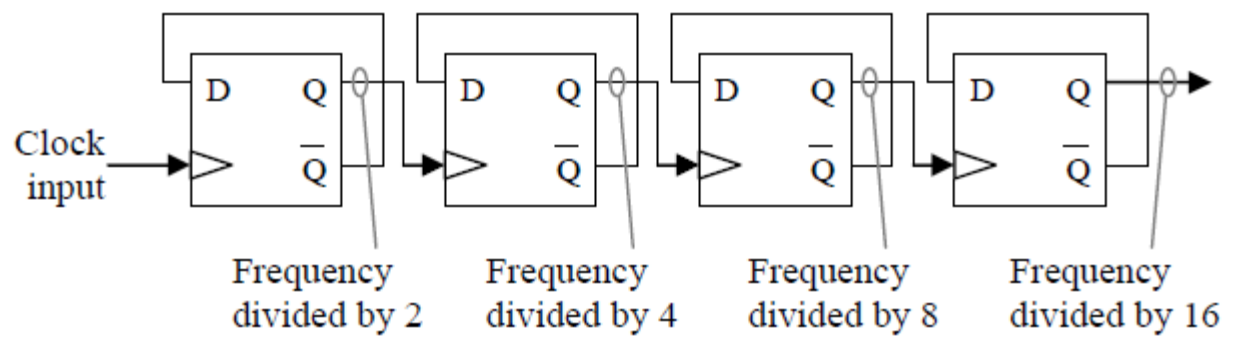 D Q D Q D Q D Q
Clock
input
Q̅ Q̅ Q̅ Q̅
Frequency
divided by 2
Frequency
divided by 4
Frequency
divided by 8
Frequency
divided by 16